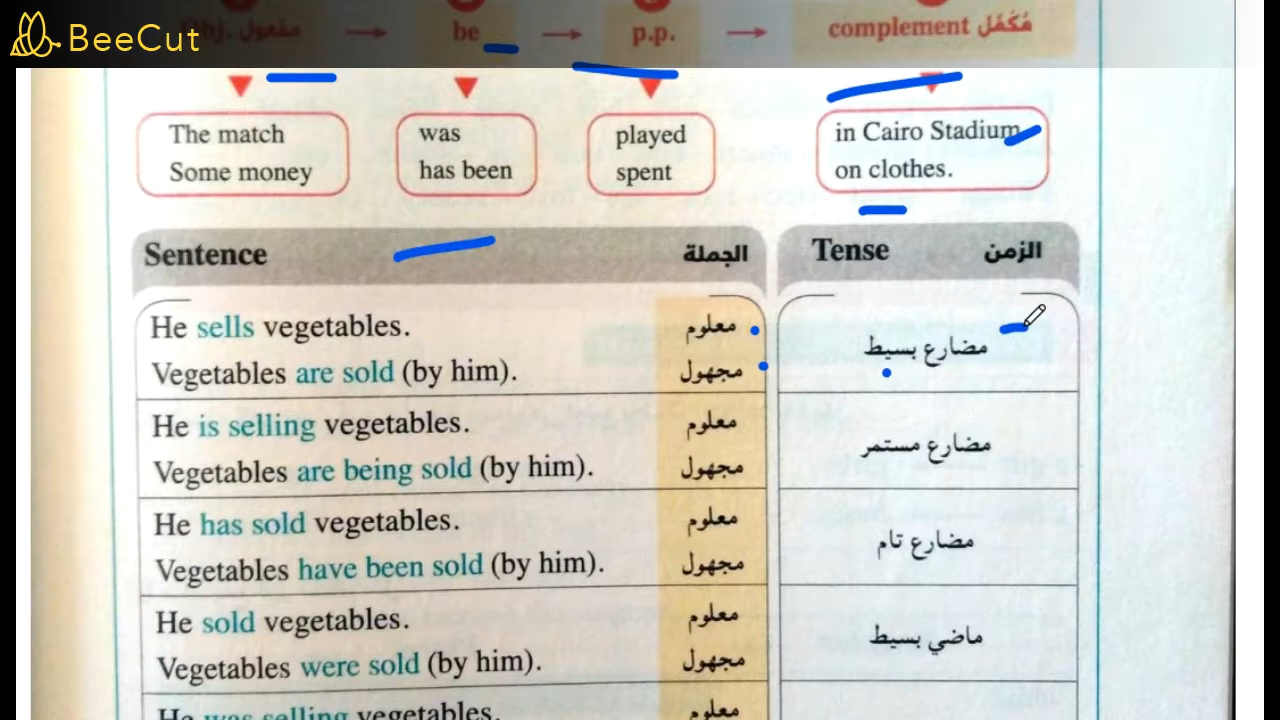 BeeCut
Obj. مفعول → be → p.p. → complement مُكَمِّل
The match was played in Cairo Stadium
Some money has been spent on clothes.
Sentence الجملة Tense الزمن
He sells vegetables. معلوم
مضارع بسيط
Vegetables are sold (by him). مجهول
He is selling vegetables. معلوم
مضارع مستمر
Vegetables are being sold (by him). مجهول
He has sold vegetables. معلوم
مضارع تام
Vegetables have been sold (by him). مجهول
He sold vegetables. معلوم
ماضي بسيط
Vegetables were sold (by him). مجهول
He was selling vegetables. معلوم